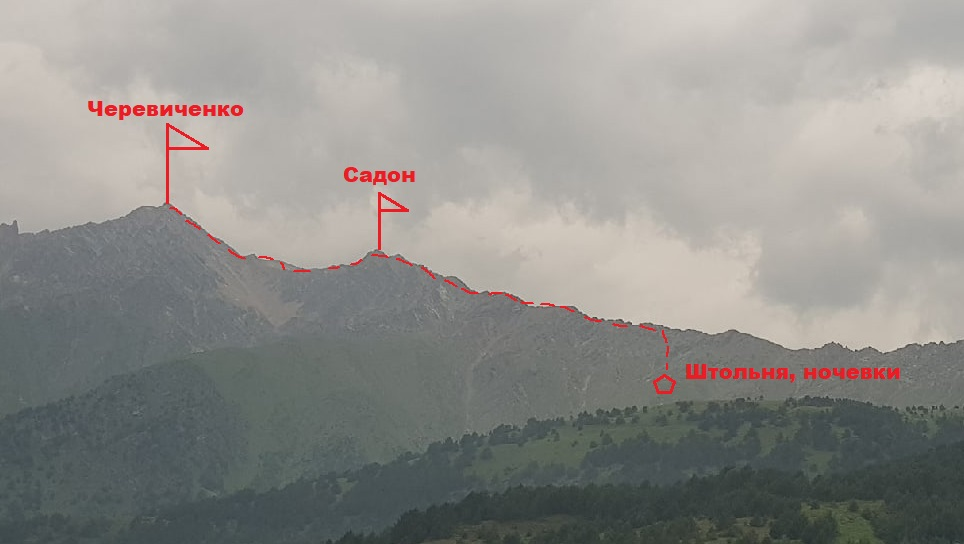 Черевиченко
Садон
Штольня, ночевки